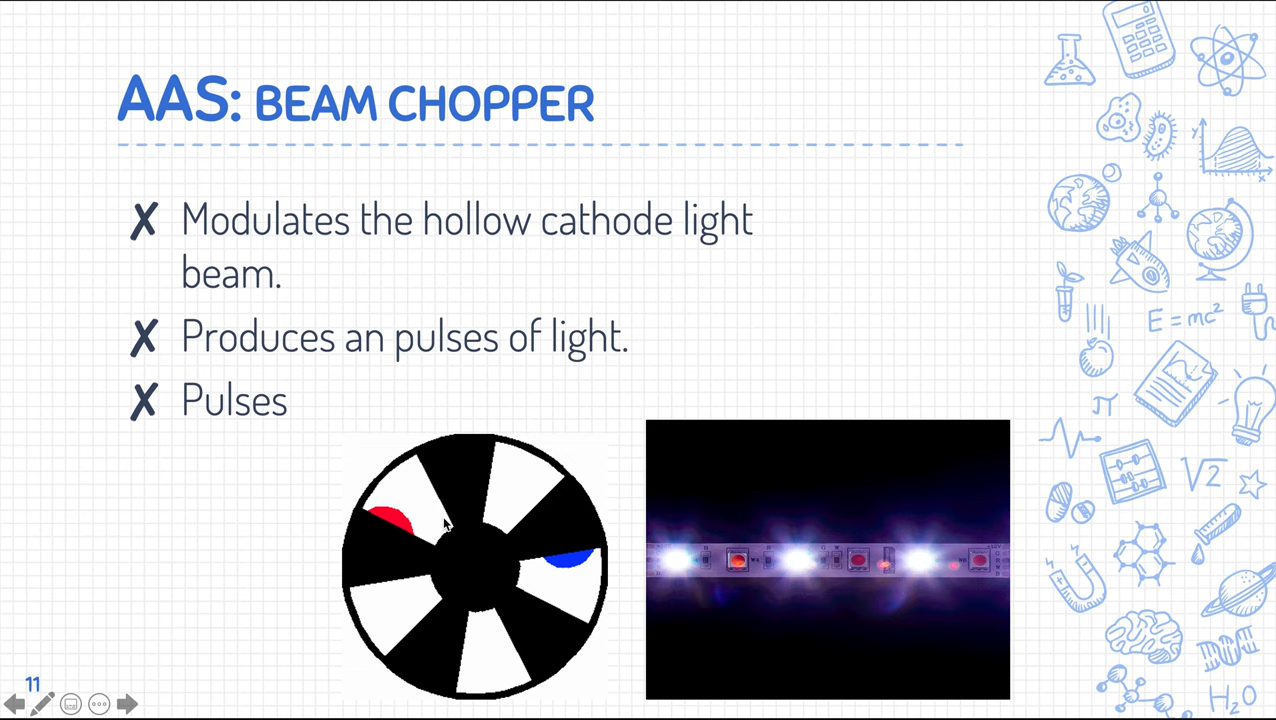 AAS: BEAM CHOPPER
✗ Modulates the hollow cathode light
beam.
✗ Produces an pulses of light.
✗ Pulses
Y
X
E = mc²
π
√2
H₂O
11